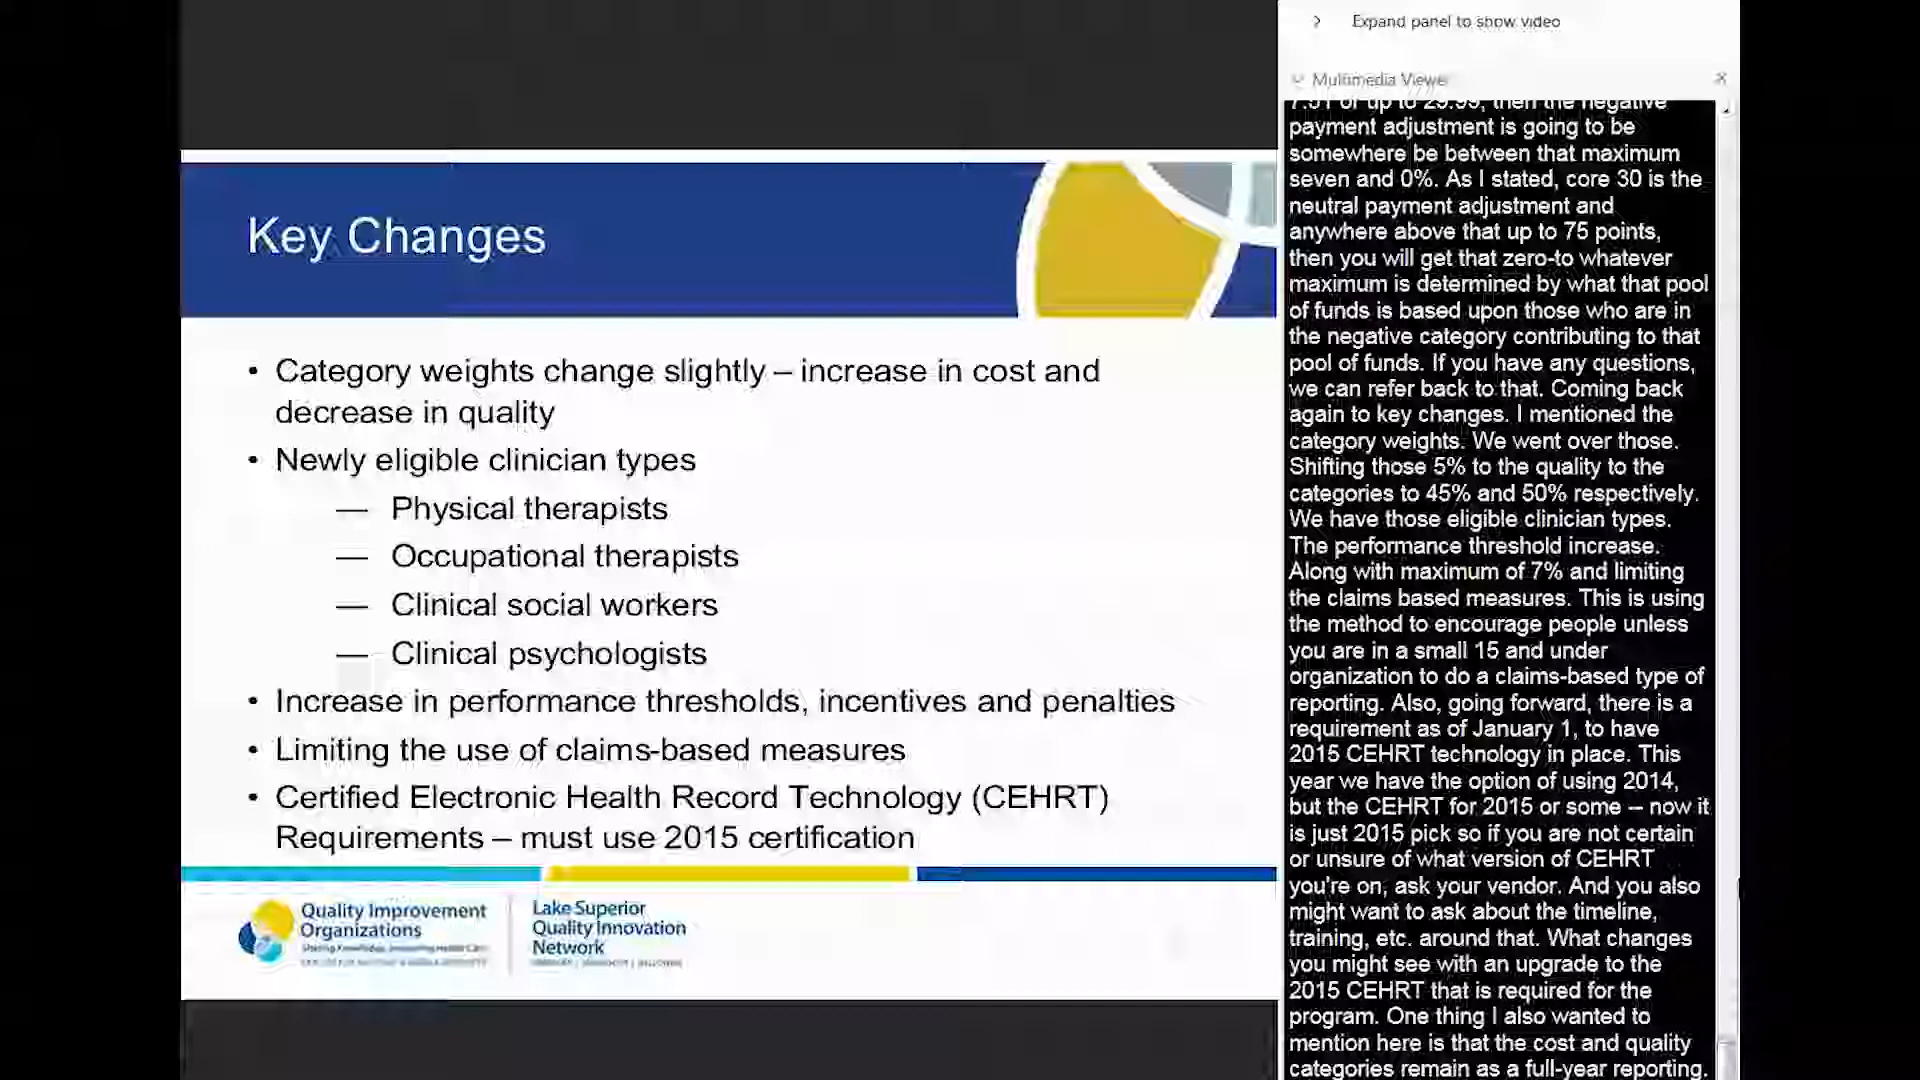 Expand panel to show video
Multimedia Viewer
Key Changes
• Category weights change slightly – increase in cost and
decrease in quality
• Newly eligible clinician types
— Physical therapists
— Occupational therapists
— Clinical social workers
— Clinical psychologists
• Increase in performance thresholds, incentives and penalties
• Limiting the use of claims-based measures
• Certified Electronic Health Record Technology (CEHRT)
Requirements – must use 2015 certification
Quality Improvement
Organizations
Lake Superior
Quality Innovation
Network
7.51 or up to 29.99, then the negative
payment adjustment is going to be
somewhere be between that maximum
seven and 0%. As I stated, core 30 is the
neutral payment adjustment and
anywhere above that up to 75 points,
then you will get that zero-to whatever
maximum is determined by what that pool
of funds is based upon those who are in
the negative category contributing to that
pool of funds. If you have any questions,
we can refer back to that. Coming back
again to key changes. I mentioned the
category weights. We went over those.
Shifting those 5% to the quality to the
categories to 45% and 50% respectively.
We have those eligible clinician types.
The performance threshold increase.
Along with maximum of 7% and limiting
the claims based measures. This is using
the method to encourage people unless
you are in a small 15 and under
organization to do a claims-based type of
reporting. Also, going forward, there is a
requirement as of January 1, to have
2015 CEHRT technology in place. This
year we have the option of using 2014,
but the CEHRT for 2015 or some – now it
is just 2015 pick so if you are not certain
or unsure of what version of CEHRT
you're on, ask your vendor. And you also
might want to ask about the timeline,
training, etc. around that. What changes
you might see with an upgrade to the
2015 CEHRT that is required for the
program. One thing I also wanted to
mention here is that the cost and quality
categories remain as a full-year reporting.